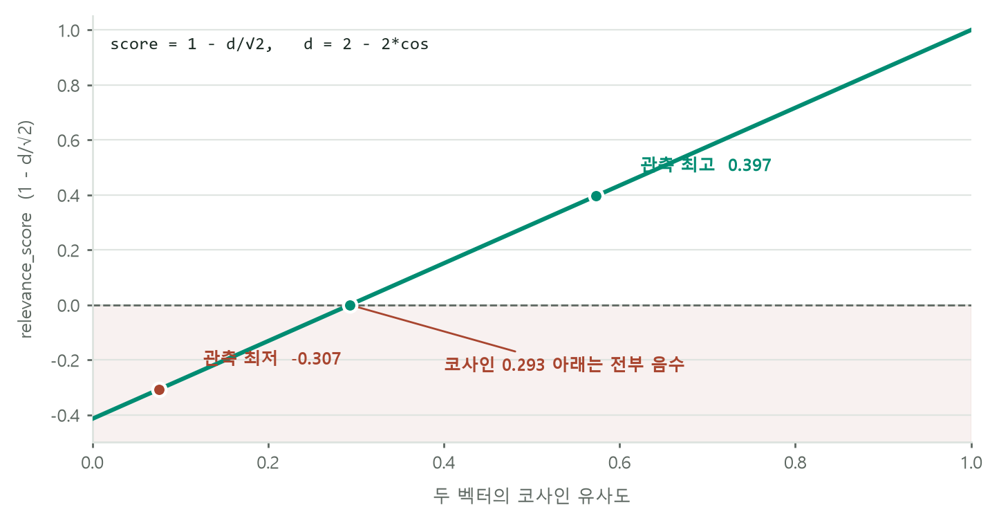 score = 1 - d/√2,   d = 2 - 2*cos
relevance_score (1 - d/√2)
1.0
0.8
0.6
0.4
0.2
0.0
-0.2
-0.4
관측 최고 0.397
관측 최저 -0.307
코사인 0.293 아래는 전부 음수
0.0 0.2 0.4 0.6 0.8 1.0
두 벡터의 코사인 유사도